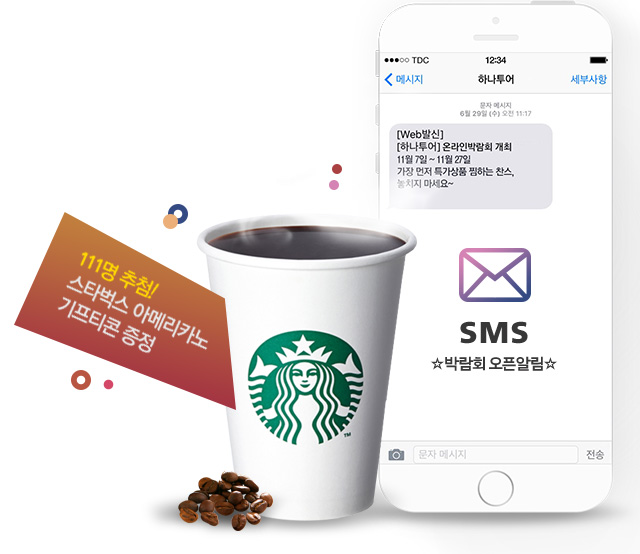 ●●●○○ TDC 12:34
메시지 하나투어 세부사항
문자 메시지
6월 29일 (수) 오전 11:17
[Web발신]
[하나투어] 온라인박람회 개최
11월 7일 ~ 11월 27일
가장 먼저 특가상품 찜하는 찬스,
놓치지 마세요~
111명 추첨!
스타벅스 아메리카노
기프티콘 증정
SMS
☆박람회 오픈알림☆
TM
문자 메시지 전송